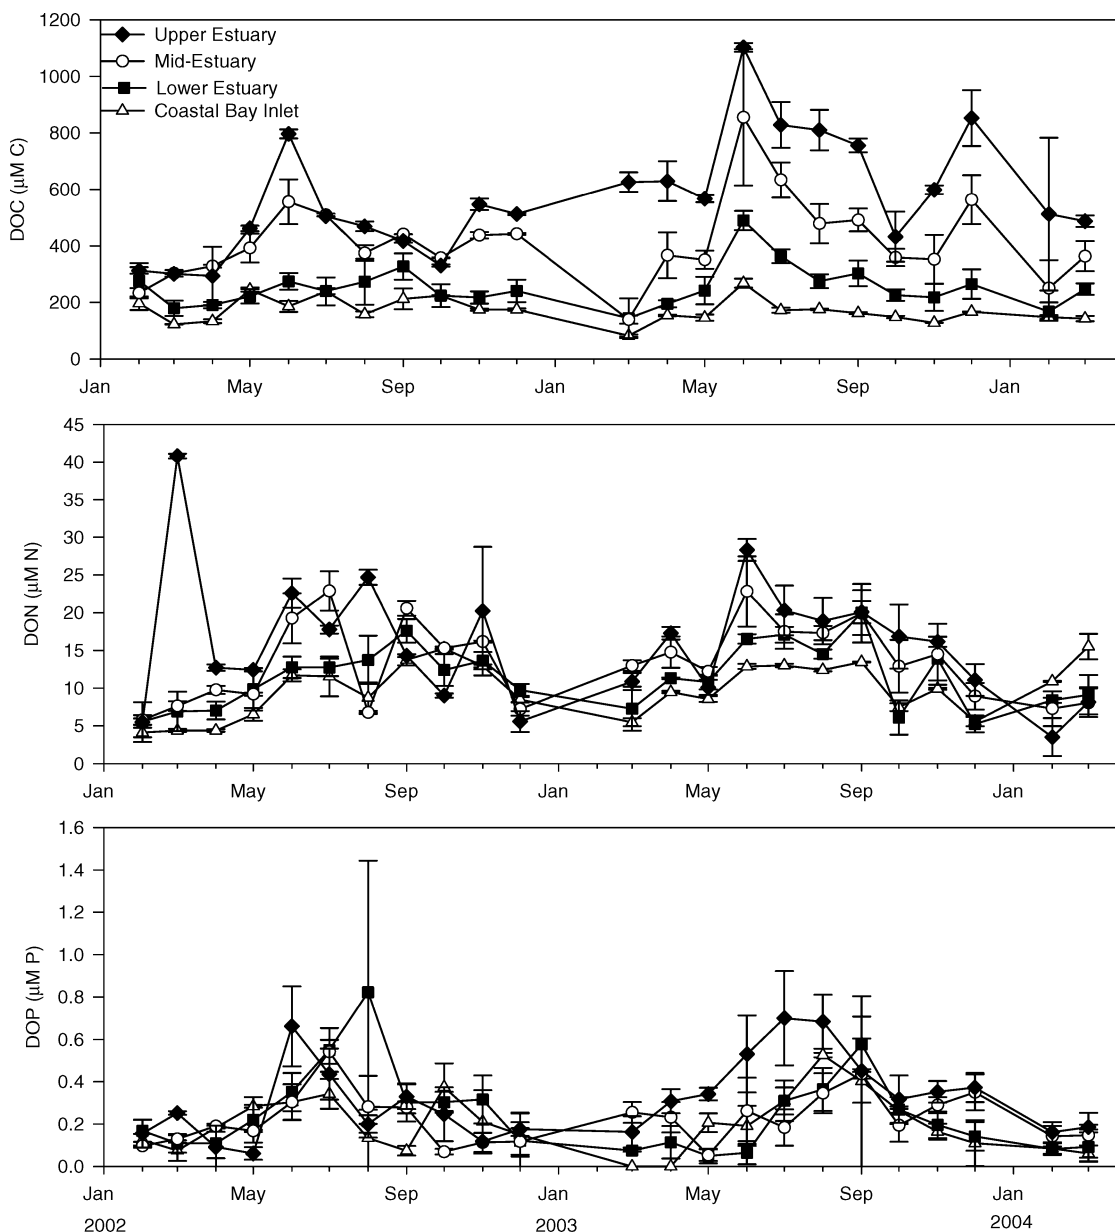 1200
1000
800
600
400
200
0
DOC (µM C)
Upper Estuary
Mid-Estuary
Lower Estuary
Coastal Bay Inlet
Jan May Sep Jan May Sep Jan
45
40
35
30
25
20
15
10
5
0
DON (µM N)
Jan May Sep Jan May Sep Jan
1.6
1.4
1.2
1.0
0.8
0.6
0.4
0.2
0.0
DOP (µM P)
Jan May Sep Jan May Sep Jan
2002 2003 2004